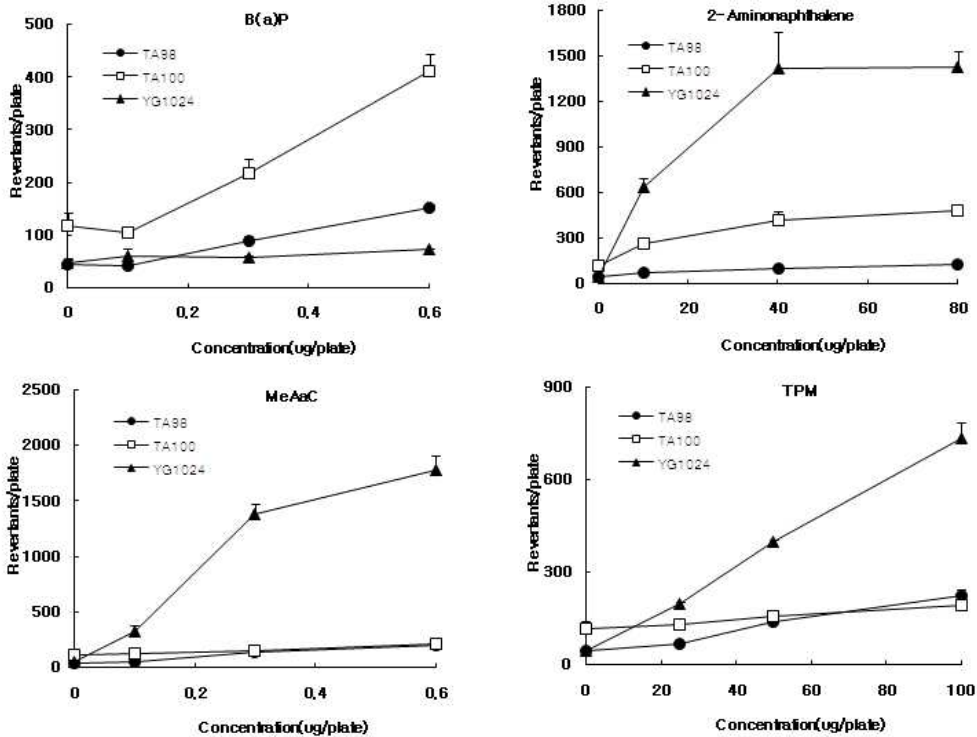 B(a)P
500
400
300
200
100
0
Revertants/plate
TA98
TA100
YG1024
0 0,2 0,4 0,6
Concentration(ug/plate)
2-Aminonaphthalene
1800
1500
1200
900
600
300
0
Revertants/plate
TA98
TA100
YG1024
0 20 40 60 80
Concentration(ug/plate)
MeAaC
2500
2000
1500
1000
500
0
Revertants/plate
TA98
TA100
YG1024
0 0,2 0,4 0,6
Concentration(ug/plate)
TPM
900
600
300
0
Revertants/plate
TA98
TA100
YG1024
0 20 40 60 80 100
Concentration(ug/plate)